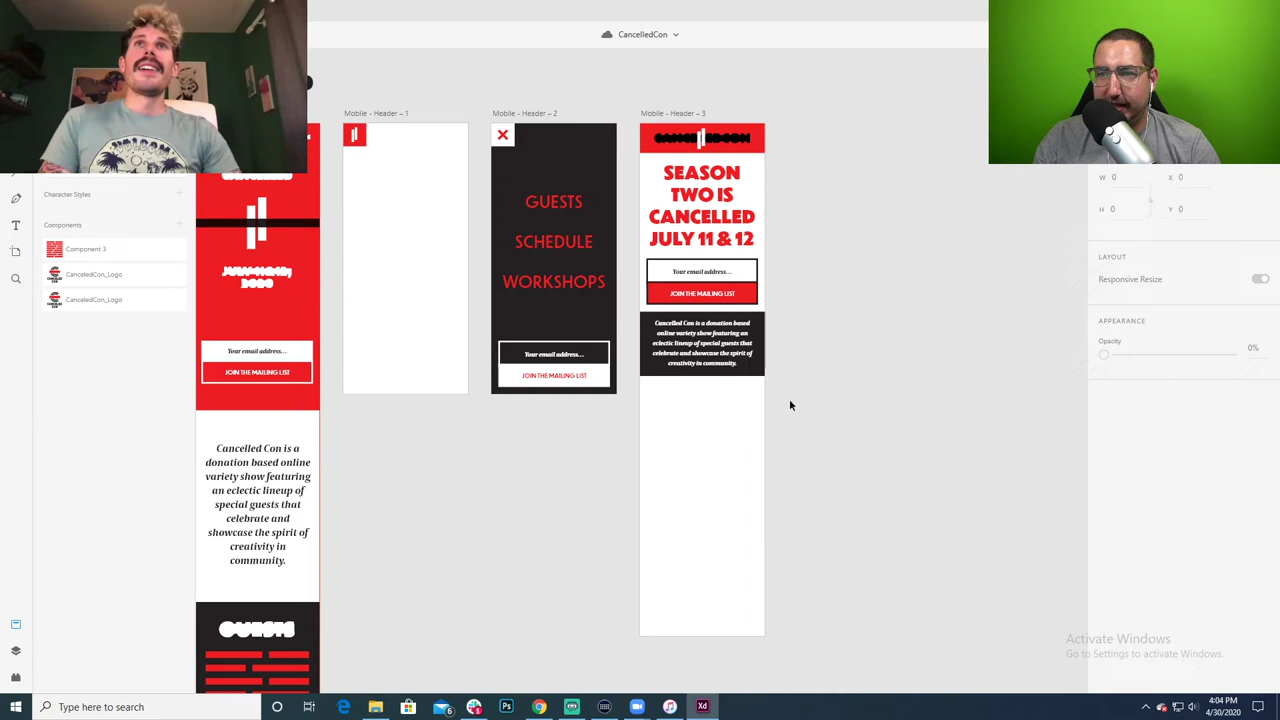 CancelledCon
Mobile - Header – 1
Mobile - Header – 2
Mobile - Header – 3
Character Styles
Components
Component 3
CanceledCon_Logo
CanceledCon_Logo
Your email address...
JOIN THE MAILING LIST
Cancelled Con is a
donation based online
variety show featuring
an eclectic lineup of
special guests that
celebrate and
showcase the spirit of
creativity in
community.
GUESTS
GUESTS
SCHEDULE
WORKSHOPS
Your email address...
JOIN THE MAILING LIST
CANCELLEDCON
SEASON
TWO IS
CANCELLED
JULY 11 & 12
Your email address...
JOIN THE MAILING LIST
Cancelled Con is a donation based
online variety show featuring an
eclectic lineup of special guests that
celebrate and showcase the spirit of
creativity in community.
W 0 X 0
H 0 Y 0
LAYOUT
Responsive Resize
APPEARANCE
Opacity 0%
Activate Windows
Go to Settings to activate Windows.
Type here to search
4:04 PM
4/30/2020